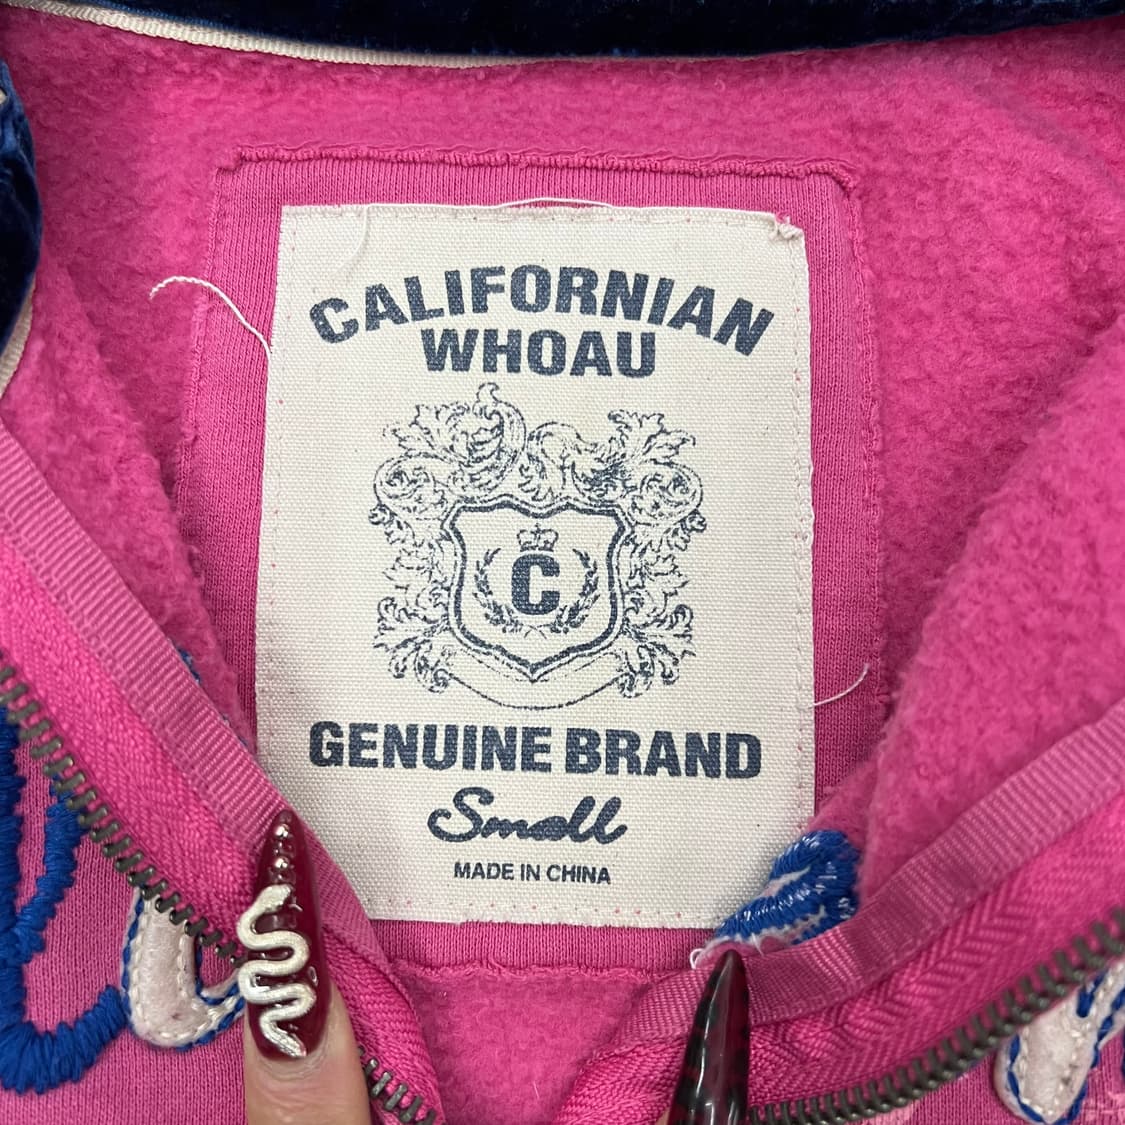 CALIFORNIAN
WHOAU
C
GENUINE BRAND
Small
MADE IN CHINA